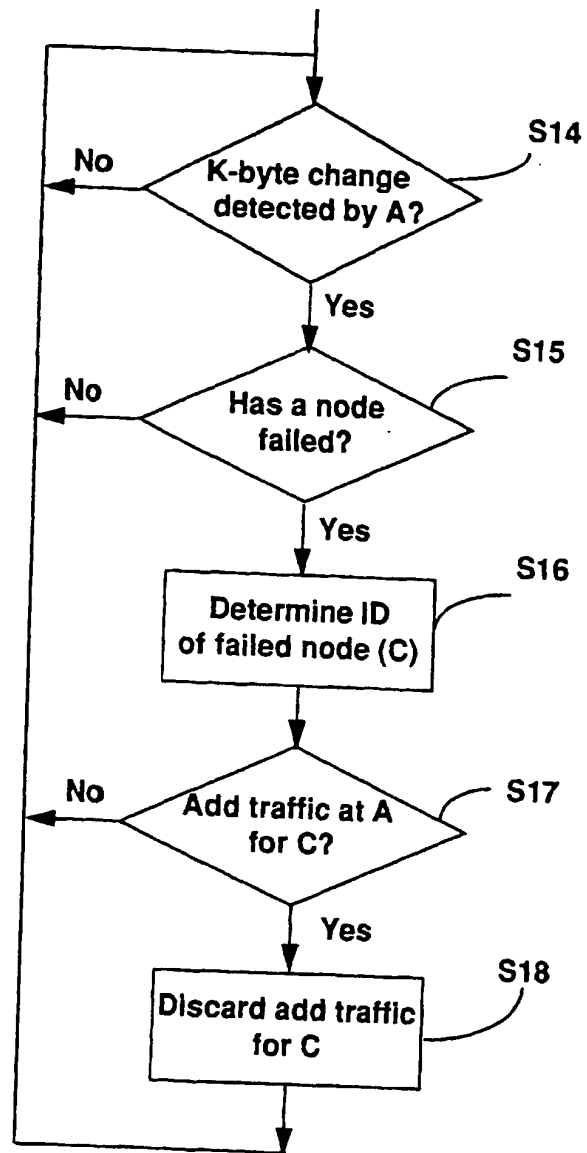 S14
No
K-byte change
detected by A?
Yes
S15
No
Has a node
failed?
Yes
S16
Determine ID
of failed node (C)
No
Add traffic at A
for C?
S17
Yes
S18
Discard add traffic
for C